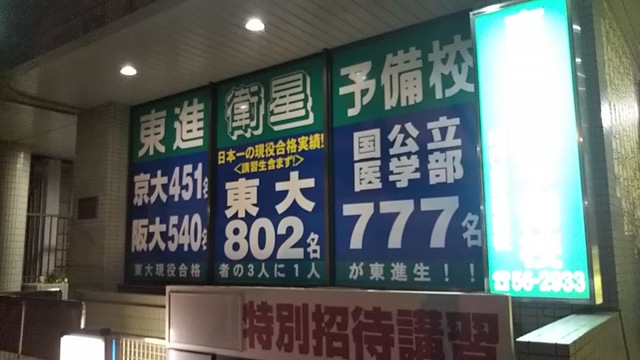 東進 衛星 予備校
日本一の現役合格実績!
<講習生含まず!>
京大451名
阪大540名
東大
802名
国公立
医学部
777名
東大現役合格者の3人に1人が東進生!!
☎56-2933
特別招待講習